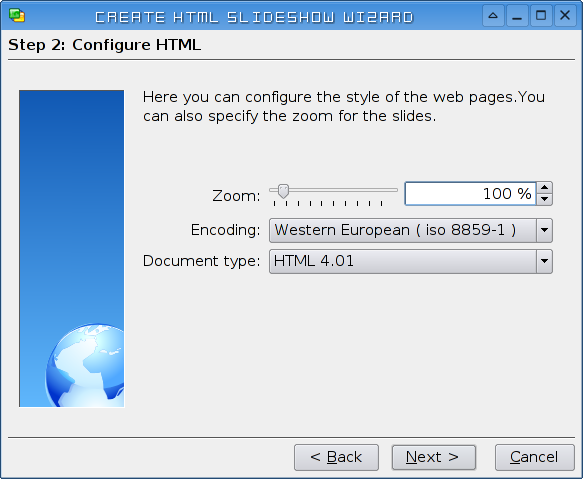 CREATE HTML SLIDESHOW WIZARD
Step 2: Configure HTML
Here you can configure the style of the web pages.You
can also specify the zoom for the slides.
Zoom: 100 %
Encoding: Western European ( iso 8859-1 )
Document type: HTML 4.01
< Back Next > Cancel